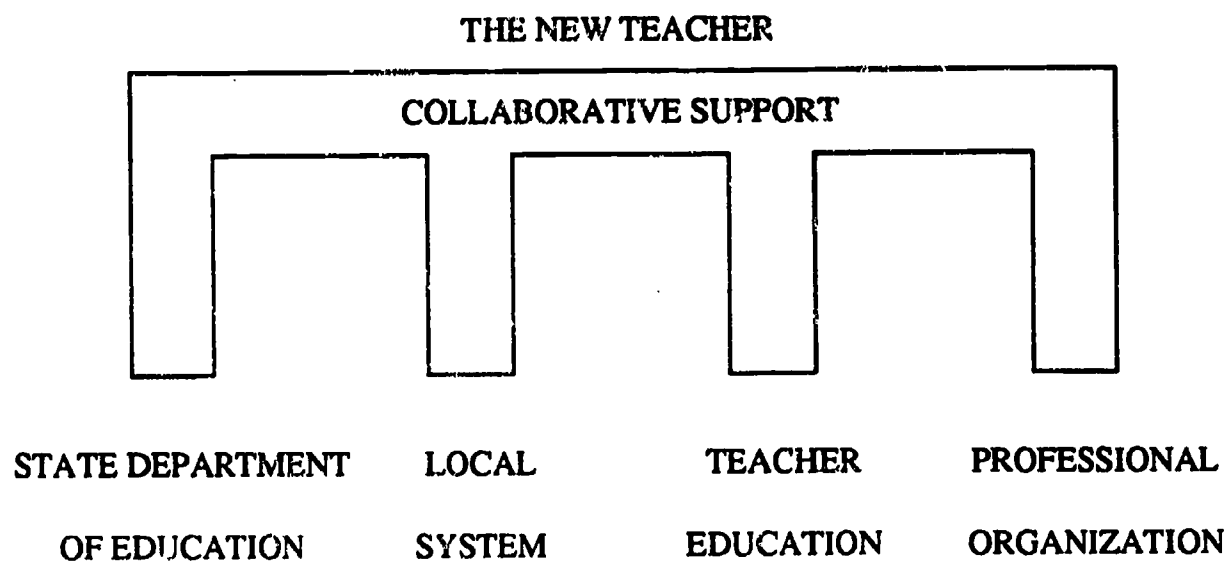 THE NEW TEACHER
COLLABORATIVE SUPPORT
STATE DEPARTMENT
OF EDUCATION
LOCAL
SYSTEM
TEACHER
EDUCATION
PROFESSIONAL
ORGANIZATION